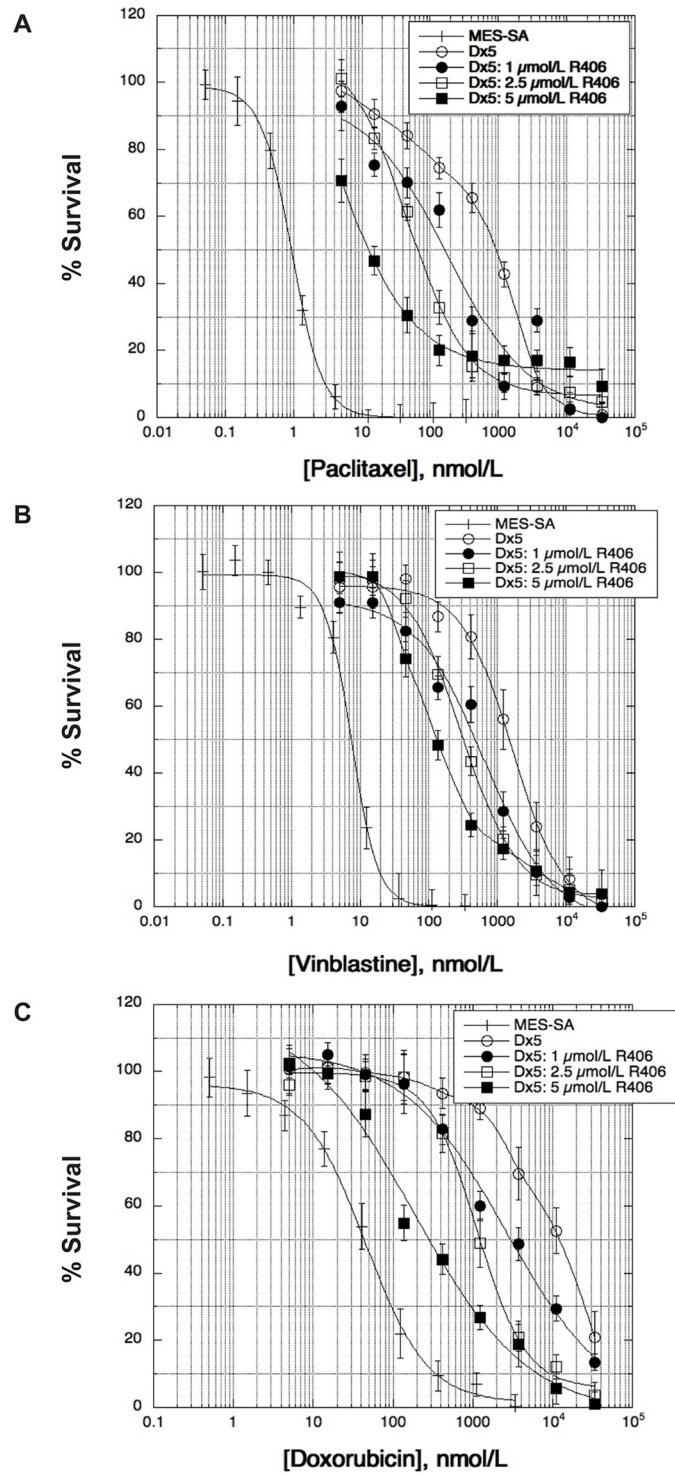 A
120
100
80
60
40
20
0
% Survival
MES-SA
Dx5
Dx5: 1 µmol/L R406
Dx5: 2.5 µmol/L R406
Dx5: 5 µmol/L R406
0.01 0.1 1 10 100 1000 10⁴ 10⁵
[Paclitaxel], nmol/L
B
120
100
80
60
40
20
0
% Survival
MES-SA
Dx5
Dx5: 1 µmol/L R406
Dx5: 2.5 µmol/L R406
Dx5: 5 µmol/L R406
0.01 0.1 1 10 100 1000 10⁴ 10⁵
[Vinblastine], nmol/L
C
120
100
80
60
40
20
0
% Survival
MES-SA
Dx5
Dx5: 1 µmol/L R406
Dx5: 2.5 µmol/L R406
Dx5: 5 µmol/L R406
0.1 1 10 100 1000 10⁴ 10⁵
[Doxorubicin], nmol/L